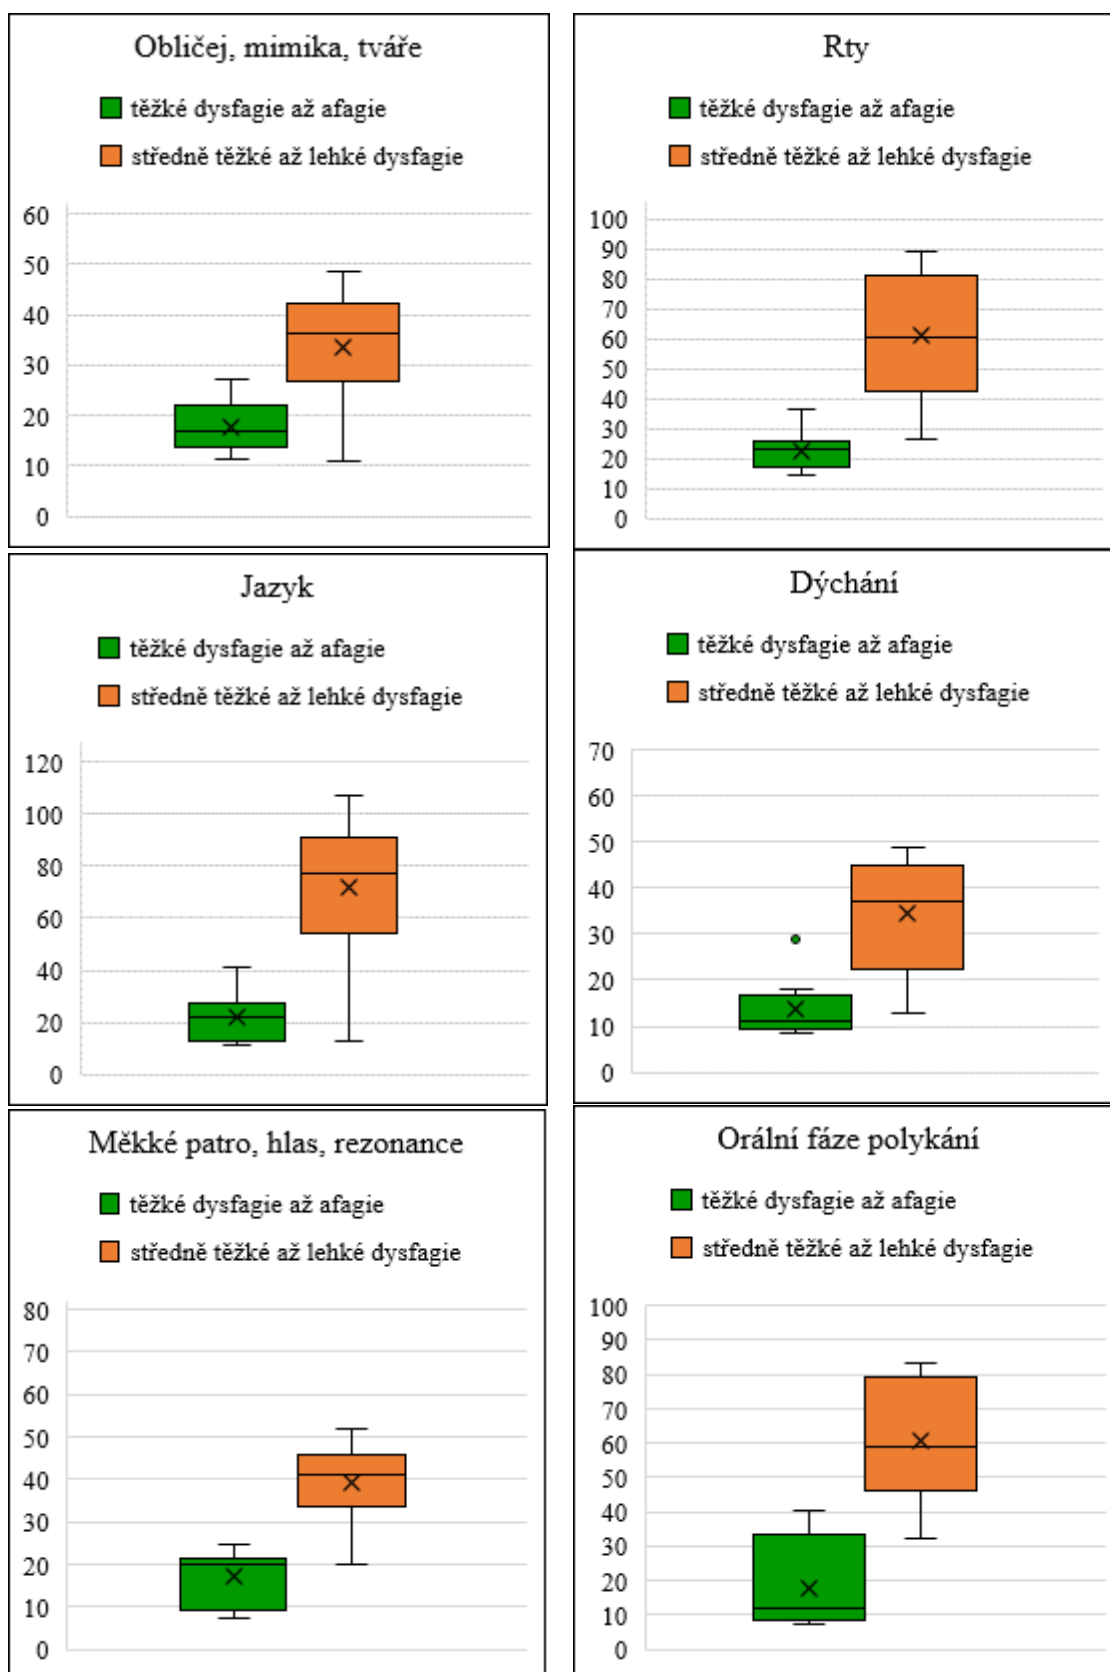 Obličej, mimika, tváře
těžké dysfagie až afagie
středně těžké až lehké dysfagie
60
50
40
30
20
10
0
Rty
těžké dysfagie až afagie
středně těžké až lehké dysfagie
100
90
80
70
60
50
40
30
20
10
0
Jazyk
těžké dysfagie až afagie
středně těžké až lehké dysfagie
120
100
80
60
40
20
0
Dýchání
těžké dysfagie až afagie
středně těžké až lehké dysfagie
70
60
50
40
30
20
10
0
Měkké patro, hlas, rezonance
těžké dysfagie až afagie
středně těžké až lehké dysfagie
80
70
60
50
40
30
20
10
0
Orální fáze polykání
těžké dysfagie až afagie
středně těžké až lehké dysfagie
100
90
80
70
60
50
40
30
20
10
0